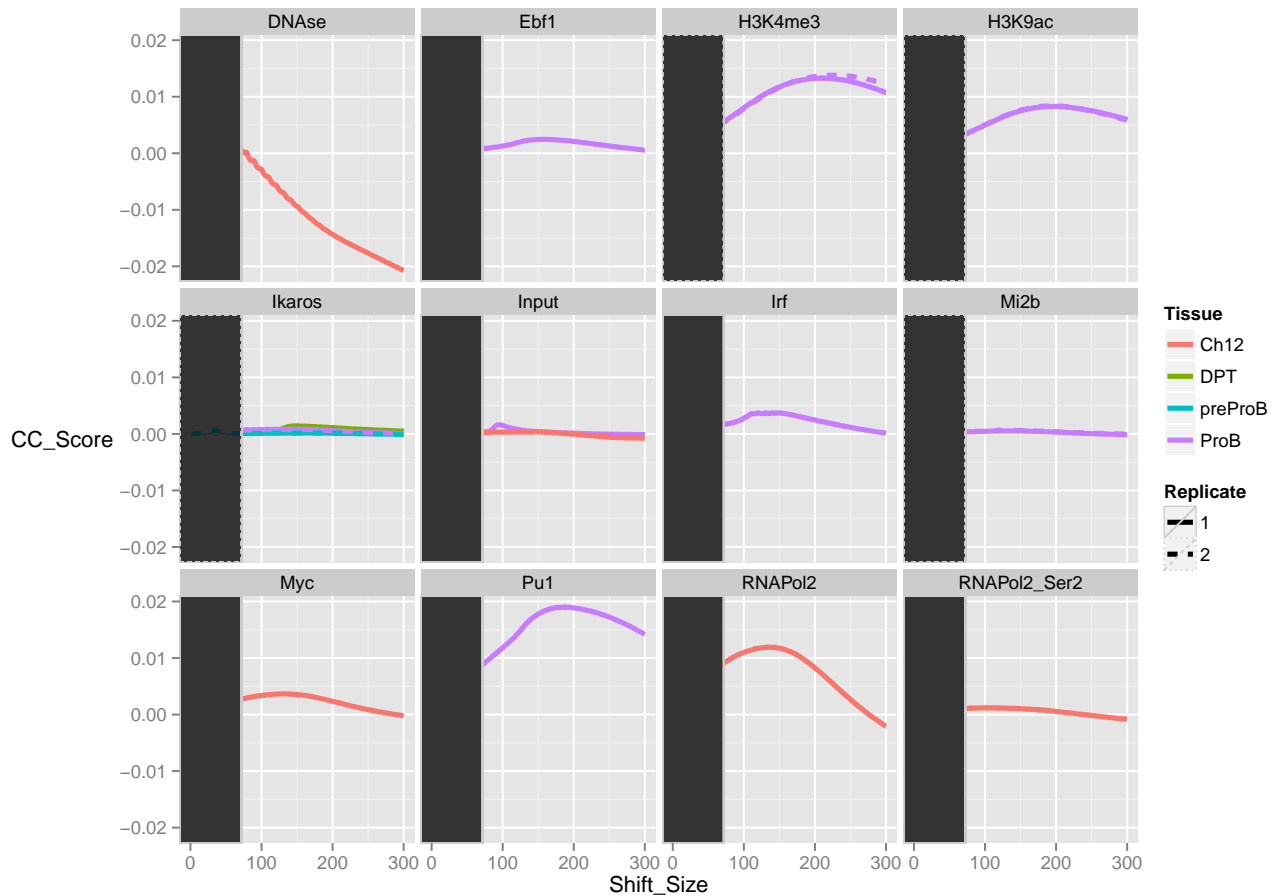 DNAse Ebf1 H3K4me3 H3K9ac
0.02
0.01
0.00
−0.01
−0.02
Ikaros Input Irf Mi2b
0.02
0.01
0.00
−0.01
−0.02
Myc Pu1 RNAPol2 RNAPol2_Ser2
0.02
0.01
0.00
−0.01
−0.02
0 100 200 300 0 100 200 300 0 100 200 300 0 100 200 300
Shift_Size
CC_Score
Tissue
Ch12
DPT
preProB
ProB
Replicate
1
2